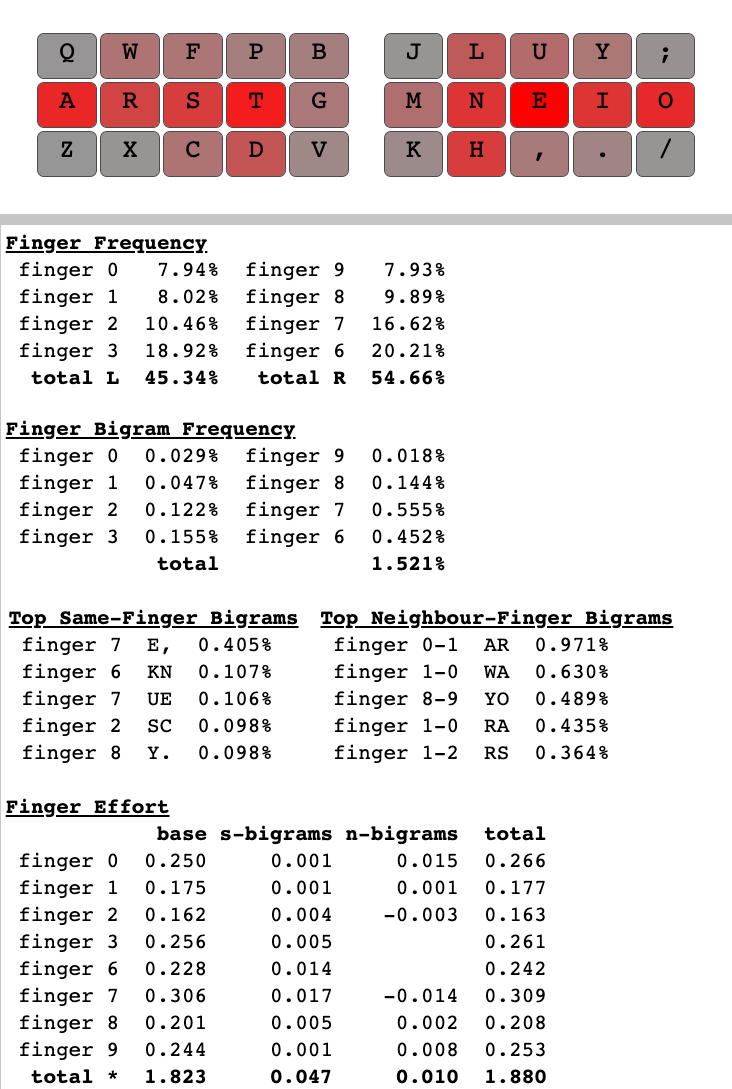 Q W F P B J L U Y ;
A R S T G M N E I O
Z X C D V K H , . /
Finger Frequency
finger 0 7.94% finger 9 7.93%
finger 1 8.02% finger 8 9.89%
finger 2 10.46% finger 7 16.62%
finger 3 18.92% finger 6 20.21%
total L 45.34% total R 54.66%
Finger Bigram Frequency
finger 0 0.029% finger 9 0.018%
finger 1 0.047% finger 8 0.144%
finger 2 0.122% finger 7 0.555%
finger 3 0.155% finger 6 0.452%
total 1.521%
Top Same-Finger Bigrams Top Neighbour-Finger Bigrams
finger 7 E, 0.405% finger 0-1 AR 0.971%
finger 6 KN 0.107% finger 1-0 WA 0.630%
finger 7 UE 0.106% finger 8-9 YO 0.489%
finger 2 SC 0.098% finger 1-0 RA 0.435%
finger 8 Y. 0.098% finger 1-2 RS 0.364%
Finger Effort
base s-bigrams n-bigrams total
finger 0 0.250 0.001 0.015 0.266
finger 1 0.175 0.001 0.001 0.177
finger 2 0.162 0.004 -0.003 0.163
finger 3 0.256 0.005 0.261
finger 6 0.228 0.014 0.242
finger 7 0.306 0.017 -0.014 0.309
finger 8 0.201 0.005 0.002 0.208
finger 9 0.244 0.001 0.008 0.253
total * 1.823 0.047 0.010 1.880